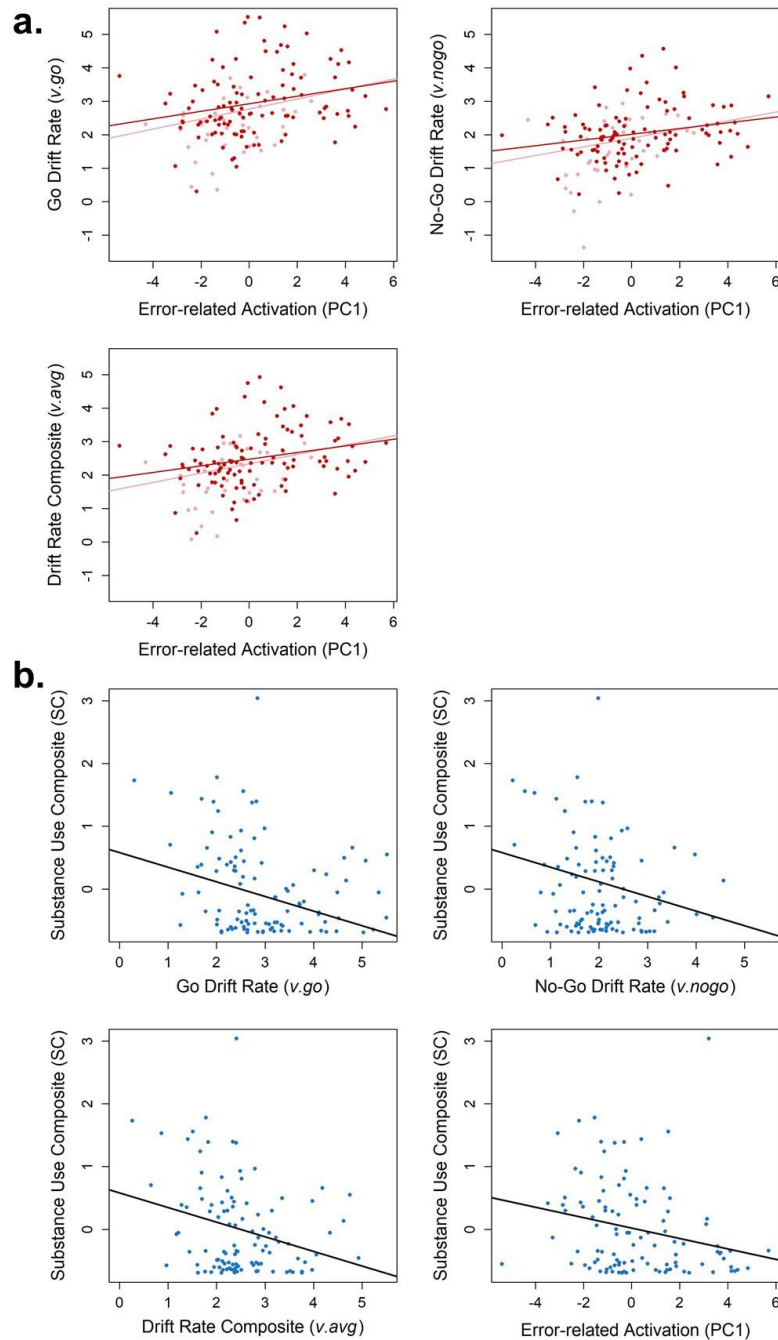 a.
Go Drift Rate (v.go)
5
4
3
2
1
0
-1
-4 -2 0 2 4 6
Error-related Activation (PC1)
No-Go Drift Rate (v.nogo)
5
4
3
2
1
0
-1
-4 -2 0 2 4 6
Error-related Activation (PC1)
Drift Rate Composite (v.avg)
5
4
3
2
1
0
-1
-4 -2 0 2 4 6
Error-related Activation (PC1)
b.
Substance Use Composite (SC)
3
2
1
0
0 1 2 3 4 5
Go Drift Rate (v.go)
Substance Use Composite (SC)
3
2
1
0
0 1 2 3 4 5
No-Go Drift Rate (v.nogo)
Substance Use Composite (SC)
3
2
1
0
0 1 2 3 4 5
Drift Rate Composite (v.avg)
Substance Use Composite (SC)
3
2
1
0
-4 -2 0 2 4 6
Error-related Activation (PC1)